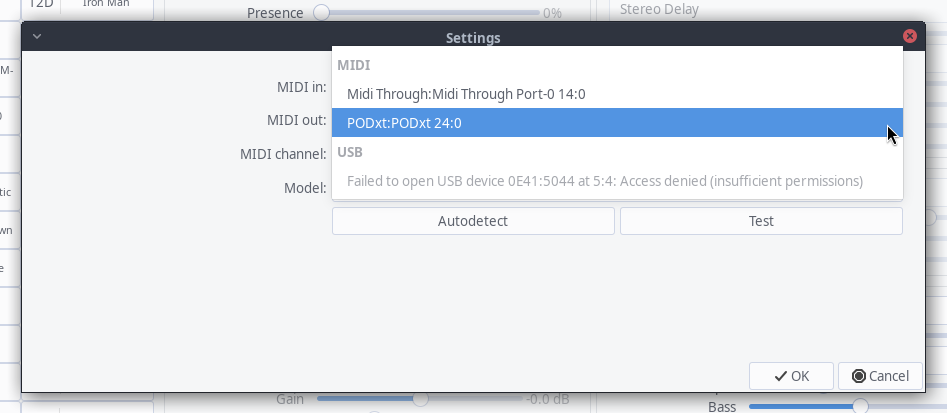 12D
Iron Man
Presence
0%
Stereo Delay
Settings
M-
MIDI in:
MIDI
Midi Through:Midi Through Port-0 14:0
MIDI out:
PODxt:PODxt 24:0
MIDI channel:
USB
Model:
Failed to open USB device 0E41:5044 at 5:4: Access denied (insufficient permissions)
tic
Autodetect
Test
wn
e
OK
Cancel
Gain
-0.0 dB
Bass